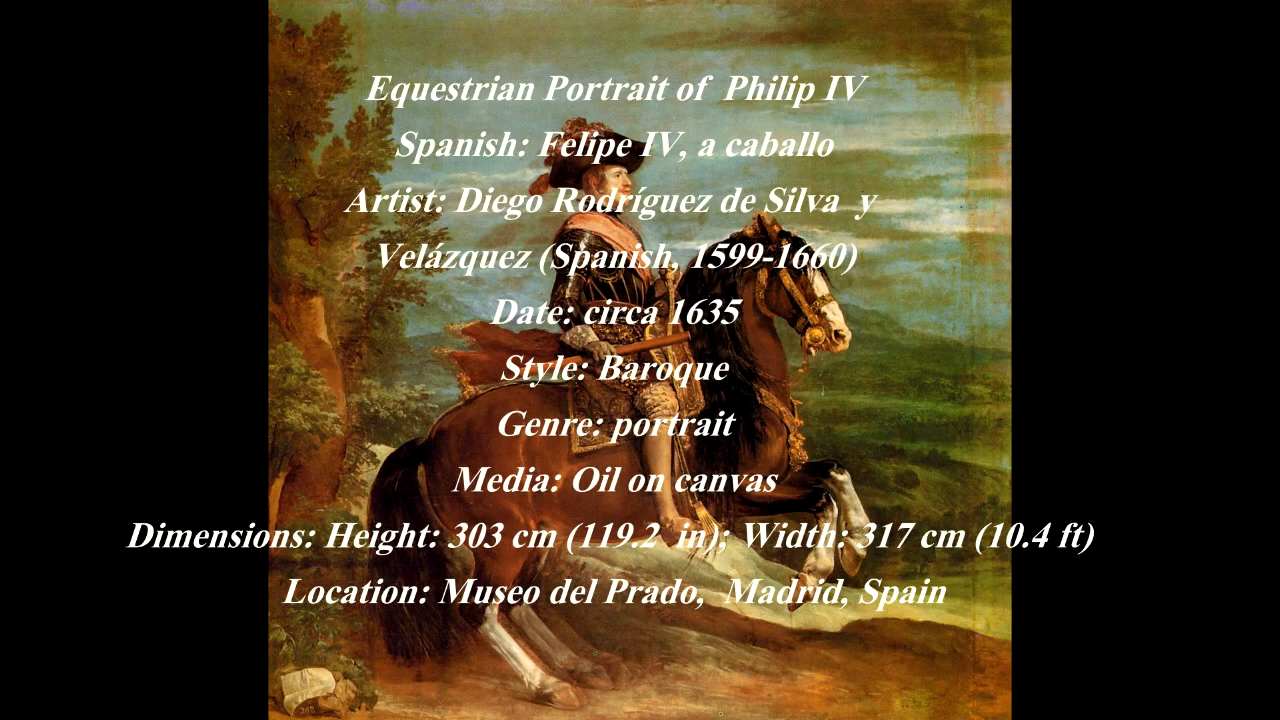 Equestrian Portrait of Philip IV
Spanish: Felipe IV, a caballo
Artist: Diego Rodríguez de Silva y
Velázquez (Spanish, 1599-1660)
Date: circa 1635
Style: Baroque
Genre: portrait
Media: Oil on canvas
Dimensions: Height: 303 cm (119.2 in); Width: 317 cm (10.4 ft)
Location: Museo del Prado, Madrid, Spain